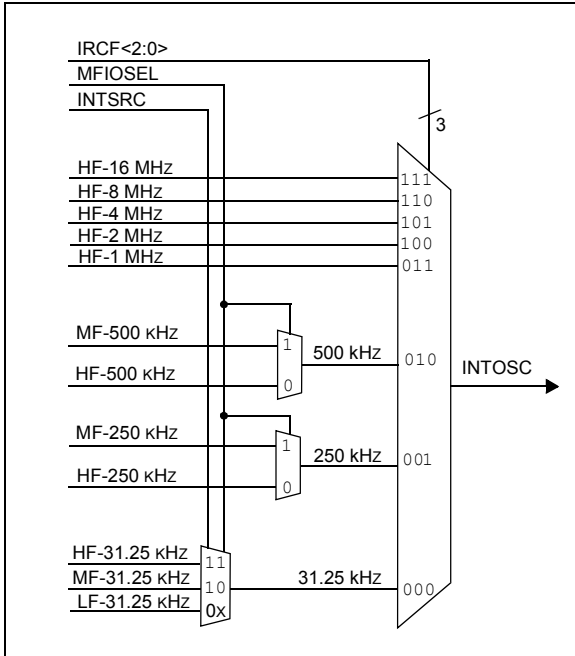 IRCF<2:0>
MFIOSEL
INTSRC
3
HF-16 MHZ
111
HF-8 MHZ
110
HF-4 MHZ
101
HF-2 MHZ
100
HF-1 MHZ
011
MF-500 KHZ
1
500 kHz
010
HF-500 KHZ
0
INTOSC
MF-250 KHZ
1
250 kHz
001
HF-250 KHZ
0
HF-31.25 KHZ
11
MF-31.25 KHZ
10
31.25 kHz
000
LF-31.25 KHZ
0x